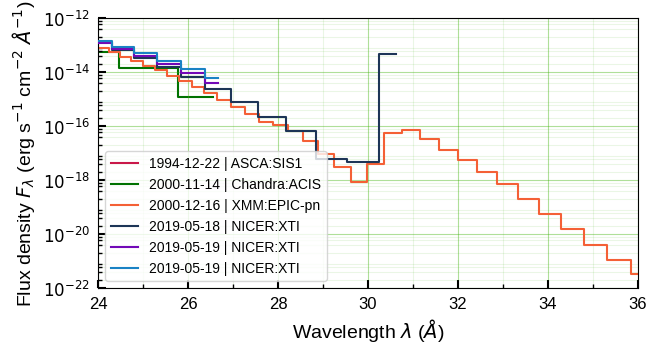 Flux density Fλ (erg s⁻¹ cm⁻² Å⁻¹)
10⁻¹²
10⁻¹⁴
10⁻¹⁶
10⁻¹⁸
10⁻²⁰
10⁻²²
1994-12-22 | ASCA:SIS1
2000-11-14 | Chandra:ACIS
2000-12-16 | XMM:EPIC-pn
2019-05-18 | NICER:XTI
2019-05-19 | NICER:XTI
2019-05-19 | NICER:XTI
24 26 28 30 32 34 36
Wavelength λ (Å)